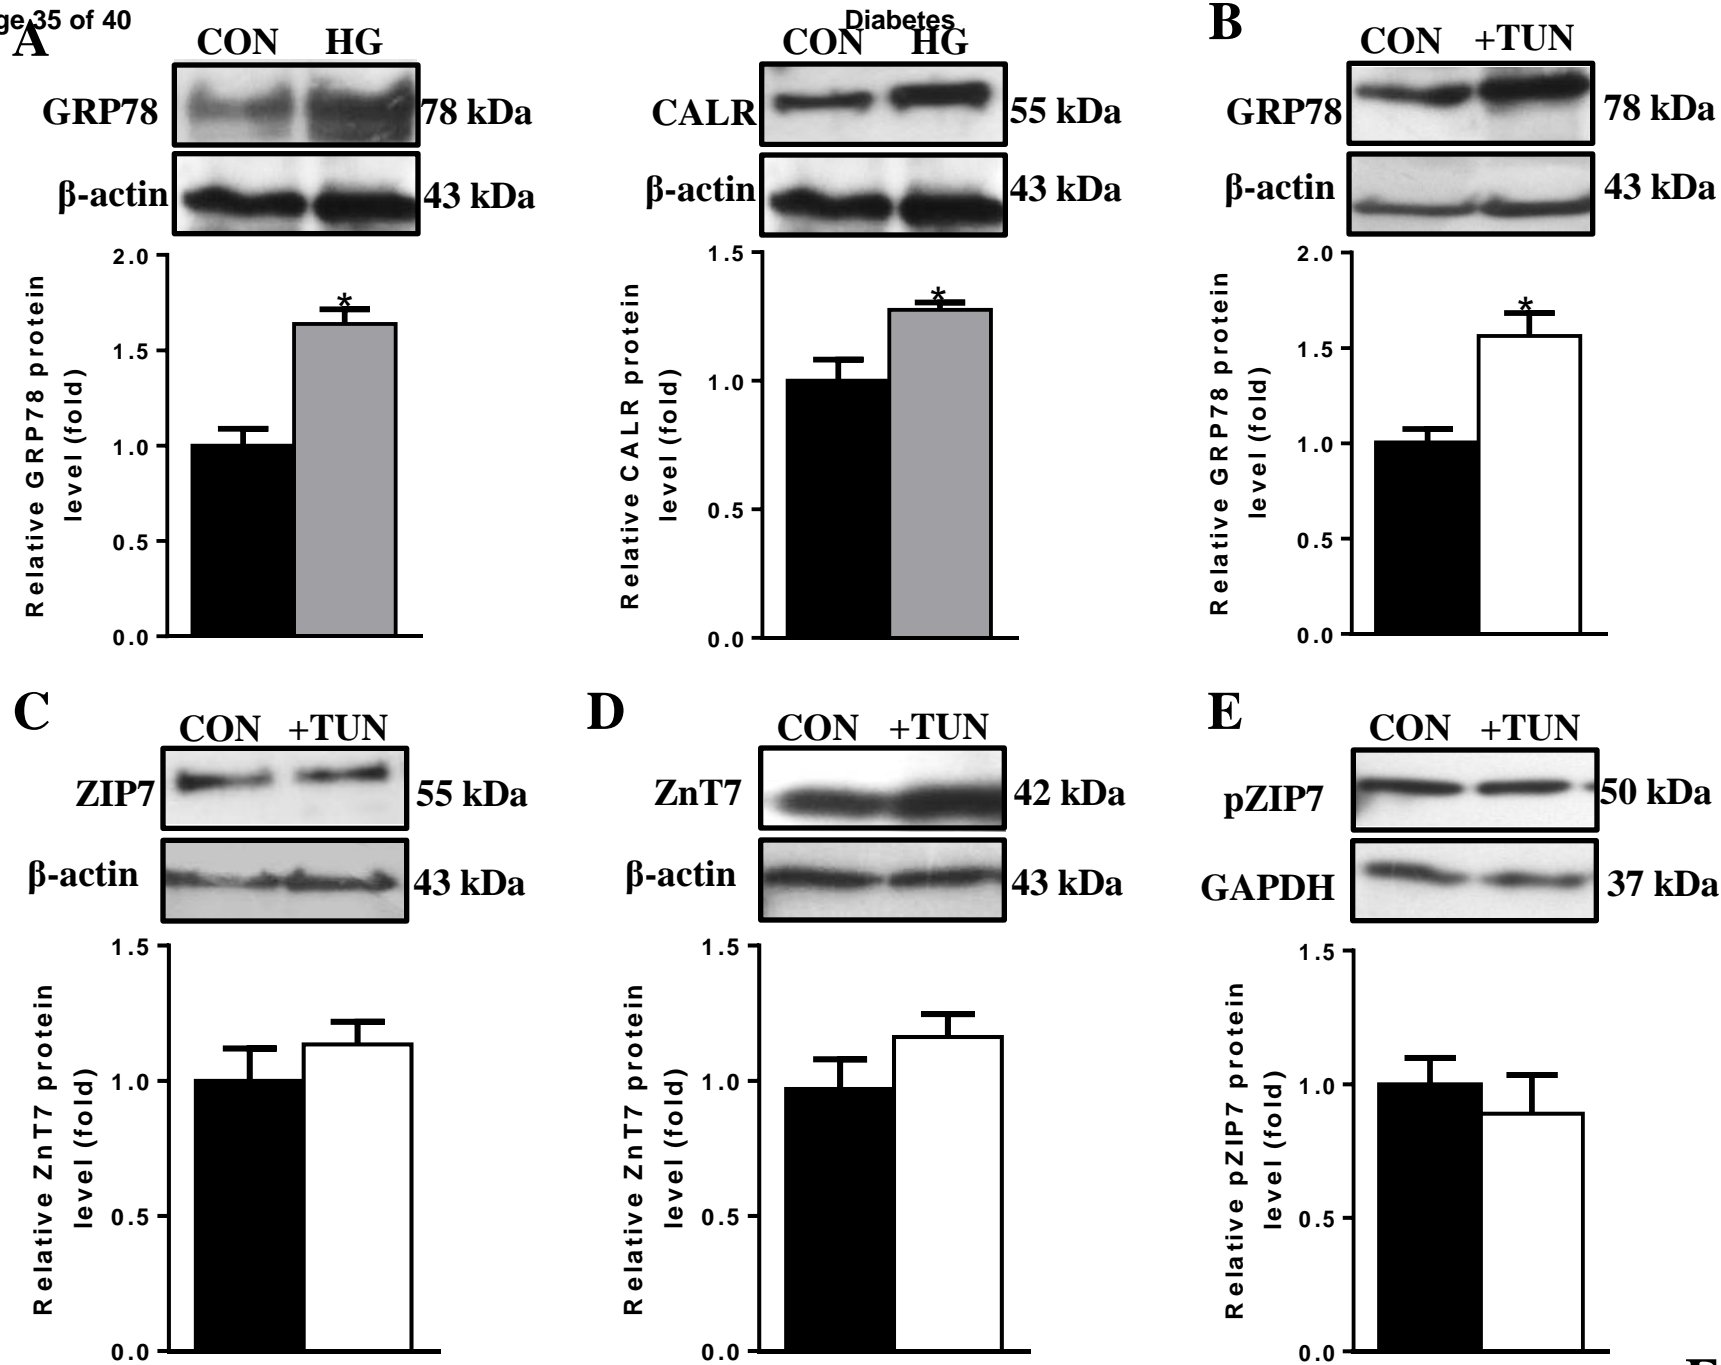 ge 35 of 40
Diabetes
A
CON HG
GRP78
78 kDa
β-actin
43 kDa
2.0
1.5
1.0
0.5
0.0
Relative GRP78 protein
level (fold)
*
CON HG
CALR
55 kDa
β-actin
43 kDa
1.5
1.0
0.5
0.0
Relative CALR protein
level (fold)
*
B
CON +TUN
GRP78
78 kDa
β-actin
43 kDa
2.0
1.5
1.0
0.5
0.0
Relative GRP78 protein
level (fold)
*
C
CON +TUN
ZIP7
55 kDa
β-actin
43 kDa
1.5
1.0
0.5
0.0
Relative ZnT7 protein
level (fold)
D
CON +TUN
ZnT7
42 kDa
β-actin
43 kDa
1.5
1.0
0.5
0.0
Relative ZnT7 protein
level (fold)
E
CON +TUN
pZIP7
50 kDa
GAPDH
37 kDa
1.5
1.0
0.5
0.0
Relative pZIP7 protein
level (fold)